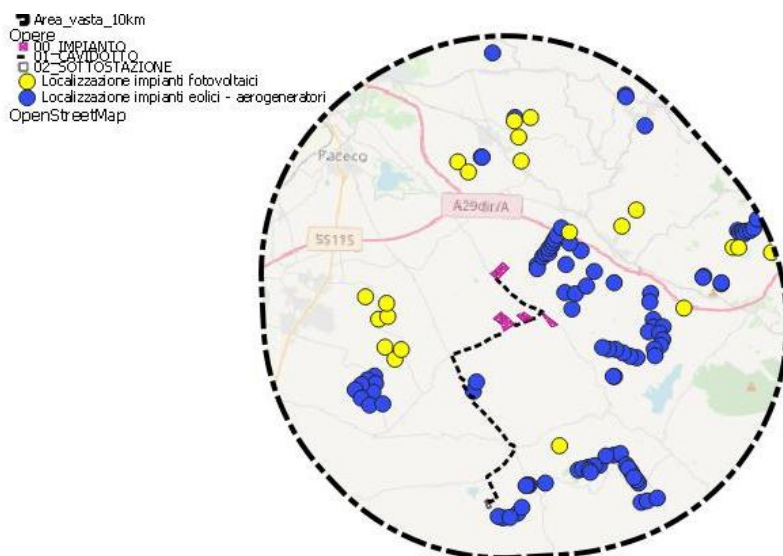 Area_vasta_10km
Opere
00_IMPIANTO
01_CAVIDOTTO
02_SOTTOSTAZIONE
Localizzazione impianti fotovoltaici
Localizzazione impianti eolici - aerogeneratori
OpenStreetMap
Paceco
A29dir/A
SS115